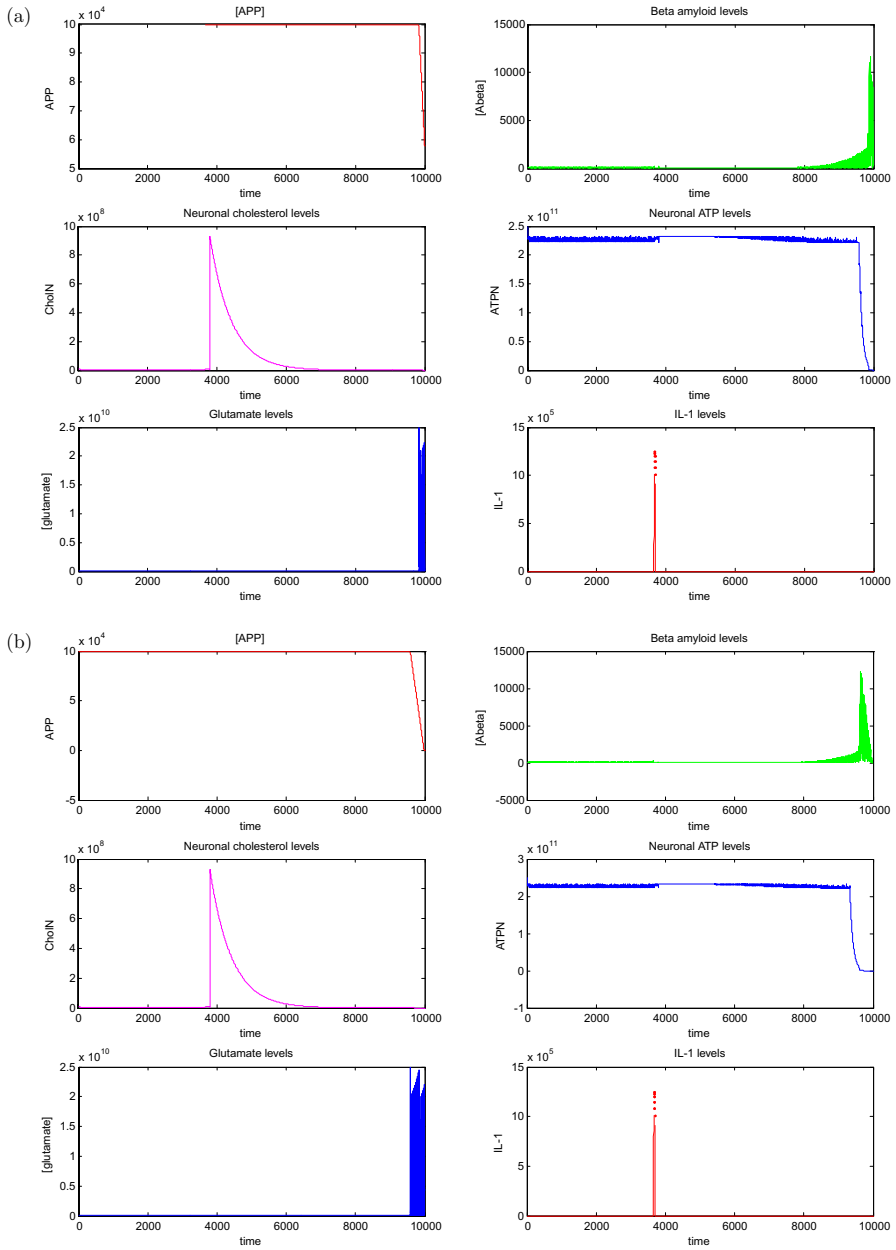 (a)
[APP]
x 10^4
10
9
8
7
6
5
APP
0 2000 4000 6000 8000 10000
time
Beta amyloid levels
15000
10000
5000
0
[Abeta]
0 2000 4000 6000 8000 10000
time
Neuronal cholesterol levels
x 10^8
10
8
6
4
2
0
CholN
0 2000 4000 6000 8000 10000
time
Neuronal ATP levels
x 10^11
2.5
2
1.5
1
0.5
0
ATPN
0 2000 4000 6000 8000 10000
time
Glutamate levels
x 10^10
2.5
2
1.5
1
0.5
0
[glutamate]
0 2000 4000 6000 8000 10000
time
IL-1 levels
x 10^5
15
10
5
0
IL-1
0 2000 4000 6000 8000 10000
time
(b)
[APP]
x 10^4
10
5
0
-5
APP
0 2000 4000 6000 8000 10000
time
Beta amyloid levels
15000
10000
5000
0
-5000
[Abeta]
0 2000 4000 6000 8000 10000
time
Neuronal cholesterol levels
x 10^8
10
8
6
4
2
0
CholN
0 2000 4000 6000 8000 10000
time
Neuronal ATP levels
x 10^11
3
2
1
0
-1
ATPN
0 2000 4000 6000 8000 10000
time
Glutamate levels
x 10^10
2.5
2
1.5
1
0.5
0
[glutamate]
0 2000 4000 6000 8000 10000
time
IL-1 levels
x 10^5
15
10
5
0
IL-1
0 2000 4000 6000 8000 10000
time